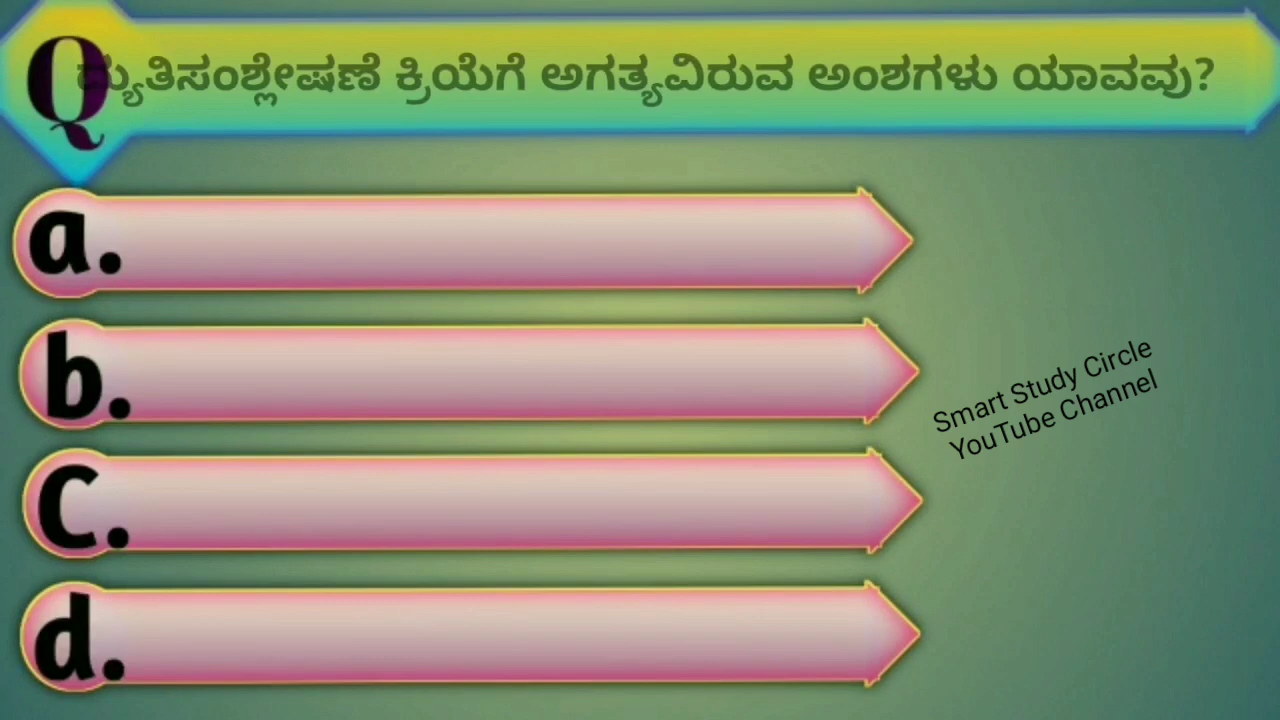 Q ದ್ಯುತಿಸಂಶ್ಲೇಷಣೆ ಕ್ರಿಯೆಗೆ ಅಗತ್ಯವಿರುವ ಅಂಶಗಳು ಯಾವವು?
a.
b.
C.
d.
Smart Study Circle
YouTube Channel